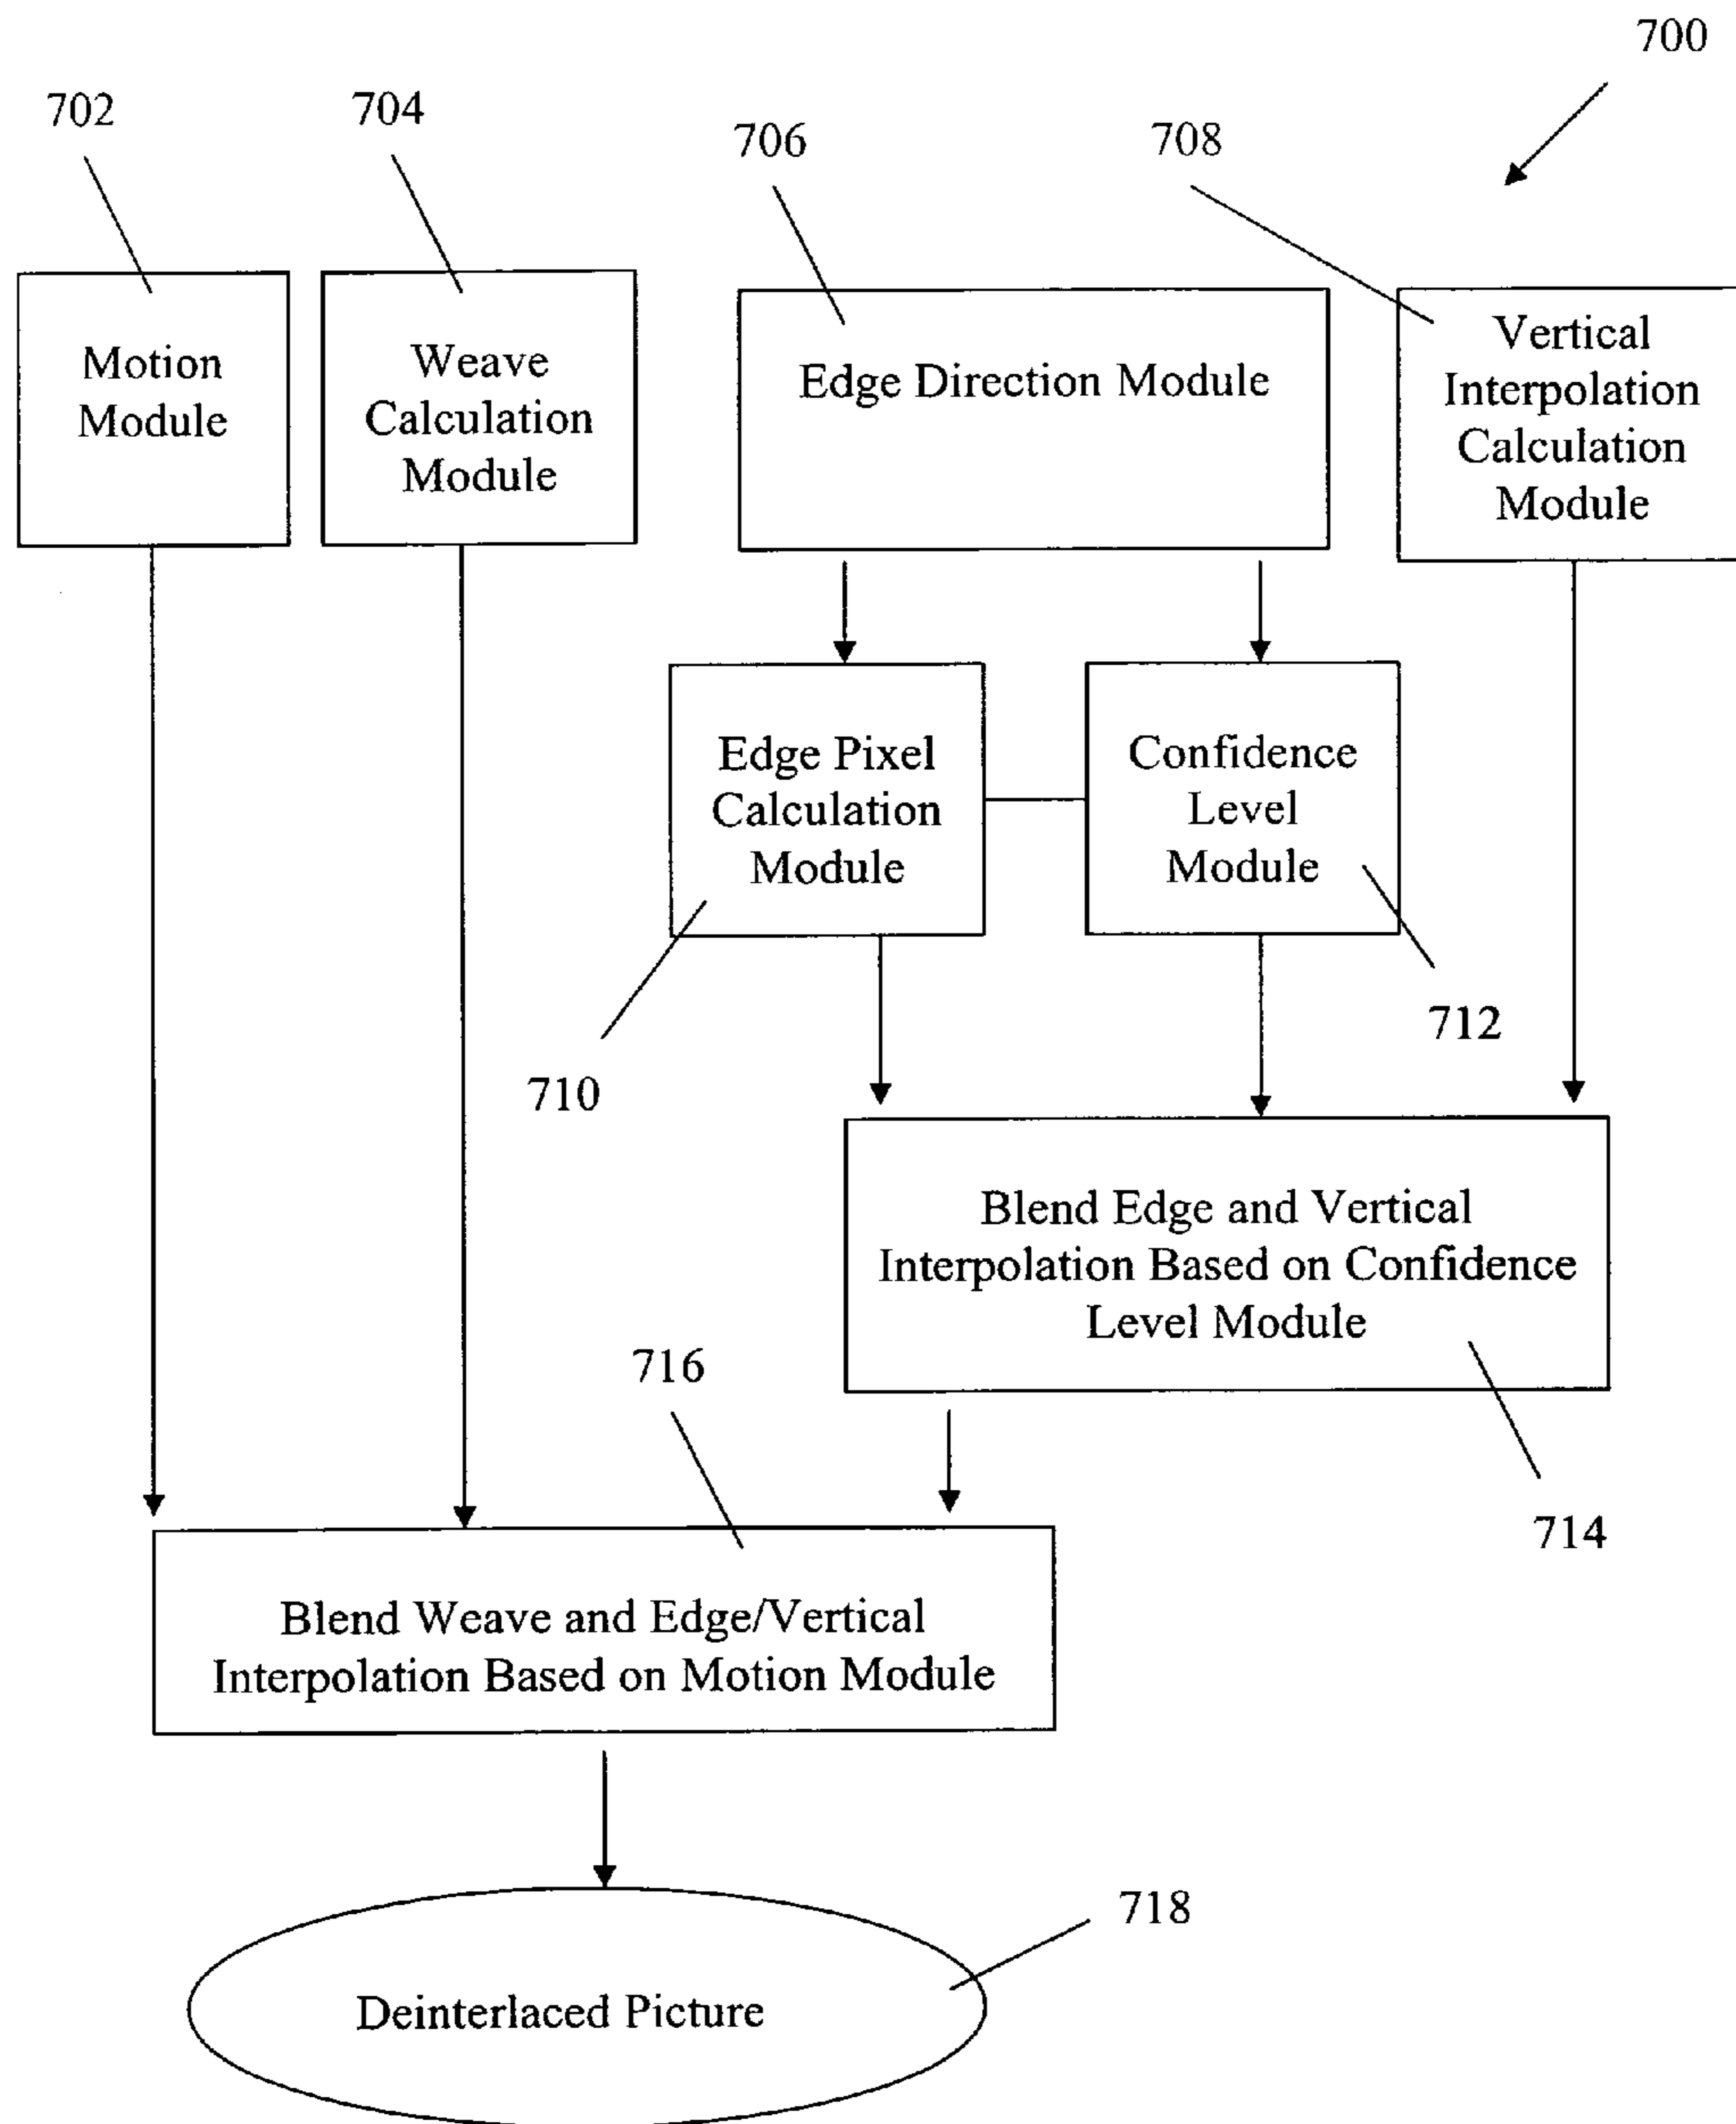 700
702
704
706
708
Motion
Module
Weave
Calculation
Module
Edge Direction Module
Vertical
Interpolation
Calculation
Module
Edge Pixel
Calculation
Module
Confidence
Level
Module
712
710
Blend Edge and Vertical
Interpolation Based on Confidence
Level Module
716
714
Blend Weave and Edge/Vertical
Interpolation Based on Motion Module
718
Deinterlaced Picture